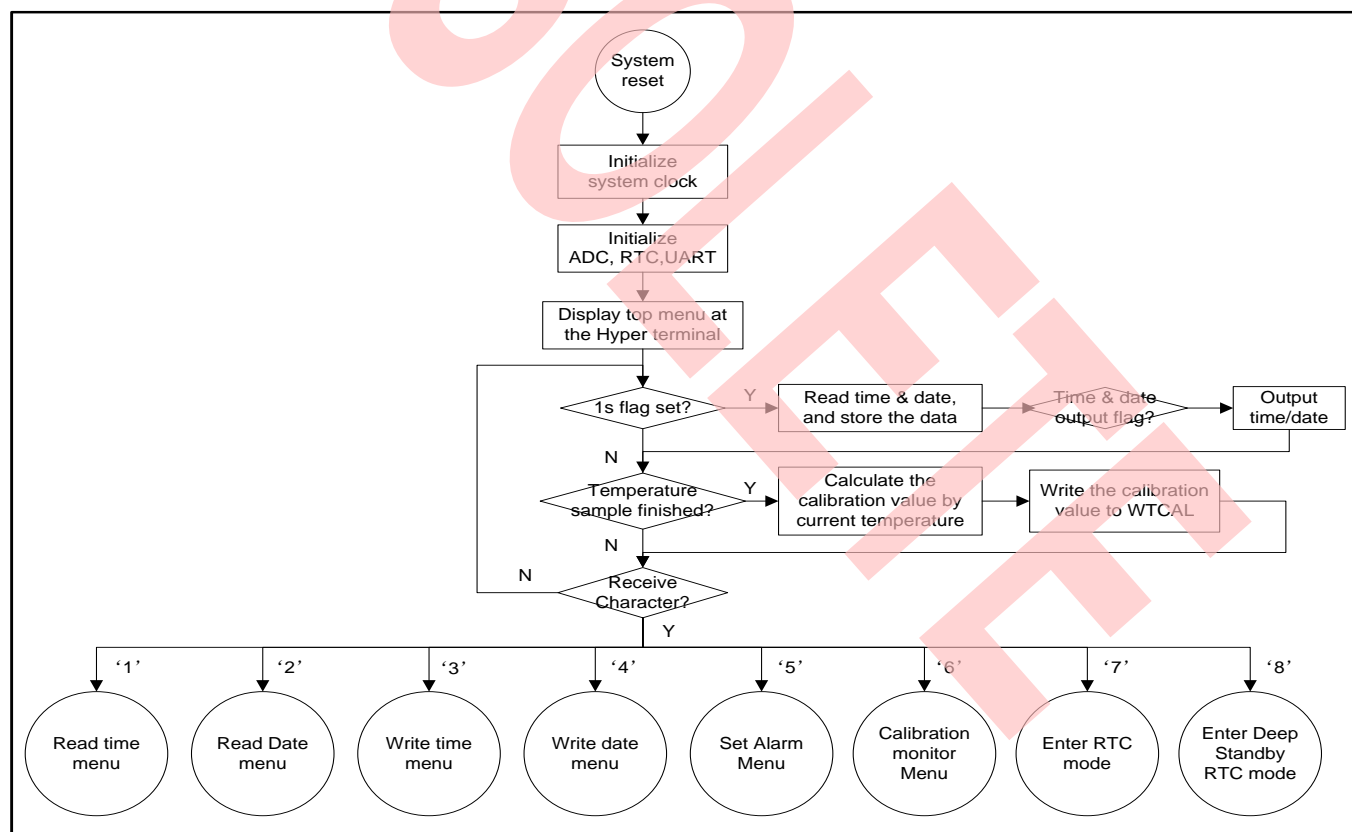 System
reset
Initialize
system clock
Initialize
ADC, RTC,UART
Display top menu at
the Hyper terminal
1s flag set?
Y
Read time & date,
and store the data
Time & date
output flag?
Output
time/date
N
Temperature
sample finished?
Y
Calculate the
calibration value by
current temperature
Write the calibration
value to WTCAL
N
N
Receive
Character?
Y
‘1’
‘2’
‘3’
‘4’
‘5’
‘6’
‘7’
‘8’
Read time
menu
Read Date
menu
Write time
menu
Write date
menu
Set Alarm
Menu
Calibration
monitor
Menu
Enter RTC
mode
Enter Deep
Standby
RTC mode
SOLETE